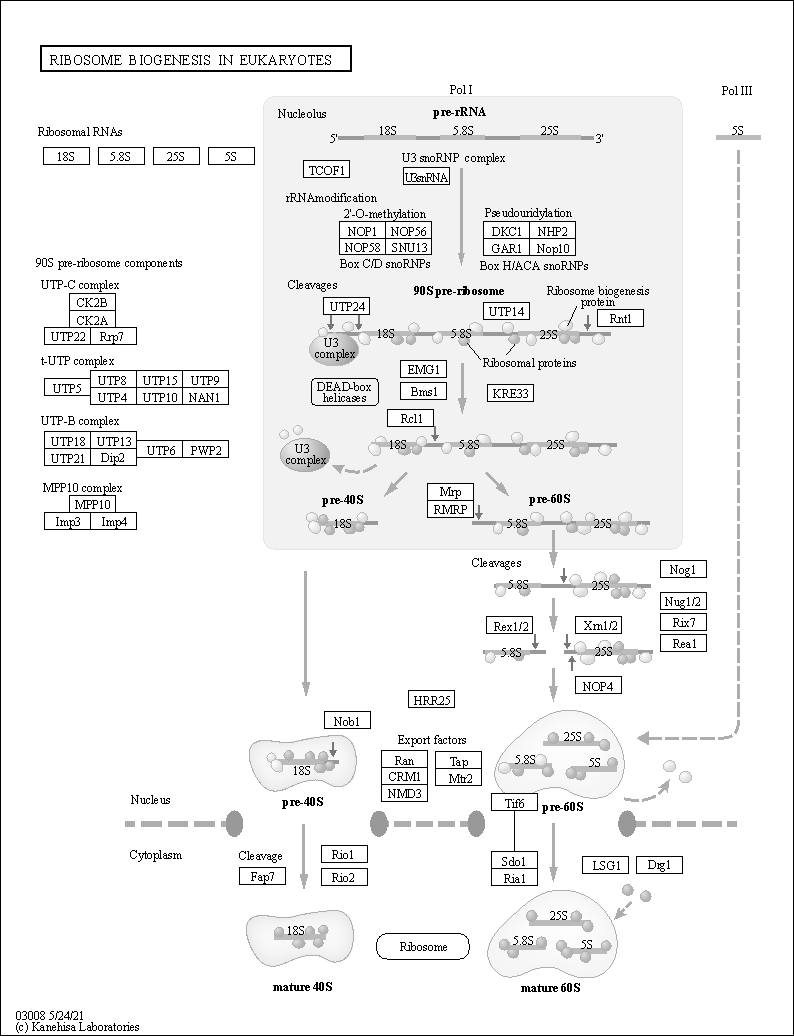 RIBOSOME BIOGENESIS IN EUKARYOTES
Pol I
Pol III
Nucleolus
pre-rRNA
5'
18S
5.8S
25S
3'
5S
Ribosomal RNAs
18S
5.8S
25S
5S
TCOF1
U3 snoRNP complex
U3snRNA
rRNAmodification
2'-O-methylation
NOP1
NOP56
NOP58
SNU13
Box C/D snoRNPs
Pseudouridylation
DKC1
NHP2
GAR1
Nop10
Box H/ACA snoRNPs
90S pre-ribosome components
UTP-C complex
CK2B
CK2A
UTP22
Rrp7
t-UTP complex
UTP5
UTP8
UTP15
UTP9
UTP4
UTP10
NAN1
UTP-B complex
UTP18
UTP13
UTP21
Dip2
UTP6
PWP2
MPP10 complex
MPP10
Imp3
Imp4
Cleavages
90S pre-ribosome
Ribosome biogenesis
protein
UTP24
UTP14
Rnt1
18S
5.8S
25S
U3
complex
Ribosomal proteins
EMG1
Bms1
KRE33
DEAD-box
helicases
Rcl1
18S
5.8S
25S
U3
complex
pre-40S
Mrp
RMRP
pre-60S
18S
5.8S
25S
Cleavages
5.8S
25S
Nog1
Nug1/2
Rix7
Rea1
Rex1/2
Xrn1/2
5.8S
25S
NOP4
HRR25
Nob1
18S
pre-40S
Export factors
Ran
CRM1
NMD3
Tap
Mtr2
25S
5.8S
5S
Tif6
pre-60S
Nucleus
Cytoplasm
Cleavage
Fap7
Rio1
Rio2
Sdo1
Ria1
LSG1
Drg1
18S
mature 40S
Ribosome
25S
5.8S
5S
mature 60S
03008 5/24/21
(c) Kanehisa Laboratories